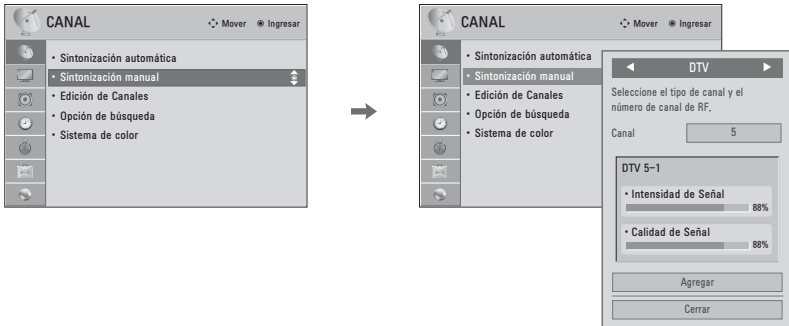 CANAL
Mover
Ingresar
• Sintonización automática
• Sintonización manual
• Edición de Canales
• Opción de búsqueda
• Sistema de color
CANAL
Mover
Ingresar
• Sintonización automática
• Sintonización manual
• Edición de Canales
• Opción de búsqueda
• Sistema de color
DTV
Seleccione el tipo de canal y el
número de canal de RF.
Canal 5
DTV 5-1
• Intensidad de Señal
88%
• Calidad de Señal
88%
Agregar
Cerrar